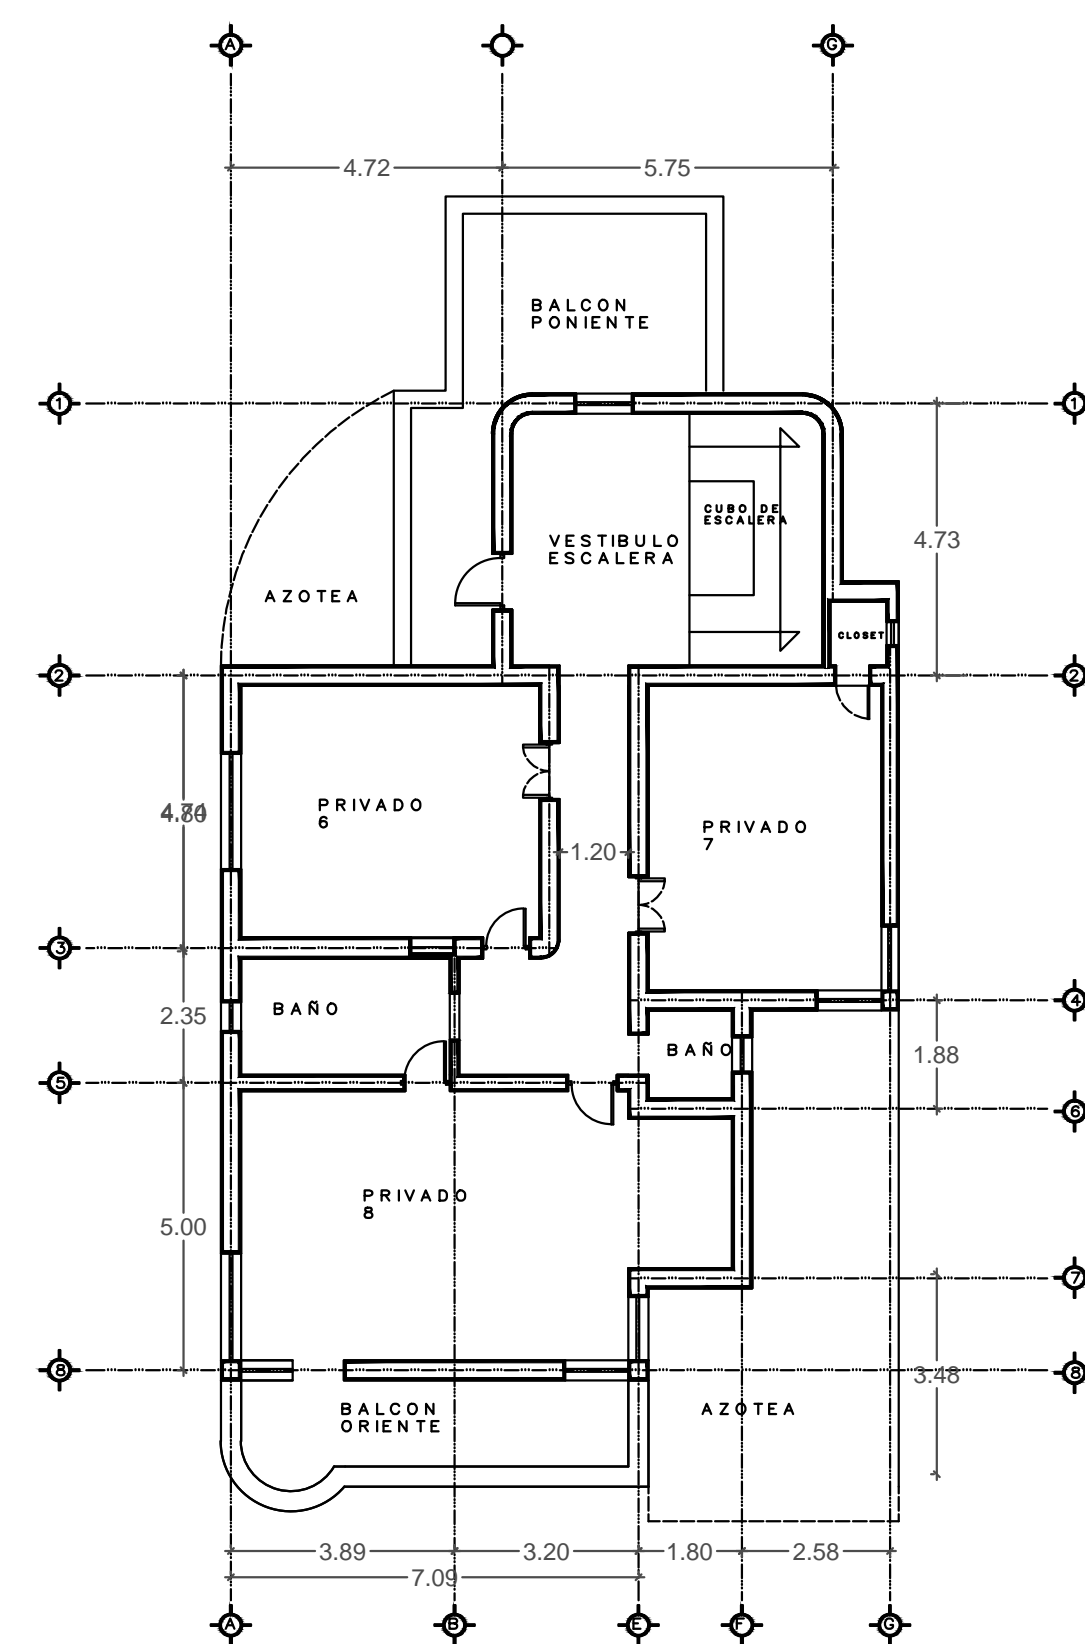 A
G
4.72
5.75
BALCON
PONIENTE
1
1
CUBO DE
ESCALERA
4.73
VESTIBULO
ESCALERA
AZOTEA
CLOSET
2
2
PRIVADO
6
PRIVADO
7
1.20
3
4
BAÑO
2.35
BAÑO
1.88
5
6
PRIVADO
8
5.00
7
8
8
3.48
BALCON
ORIENTE
AZOTEA
3.89
3.20
1.80
2.58
7.09
A
B
E
F
G